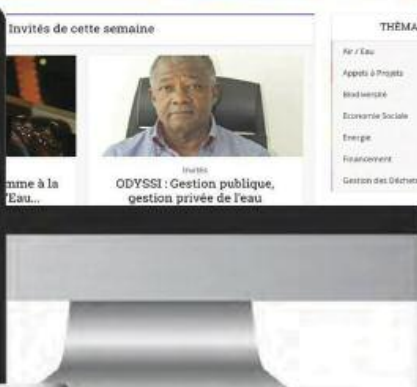 Invités de cette semaine
mme à la
'Eau...
Invités
ODYSSI : Gestion publique,
gestion privée de l'eau
THÉMA
Air / Eau
Appels à Projets
Biodiversité
Economie Sociale
Energie
Financement
Gestion des Déchets